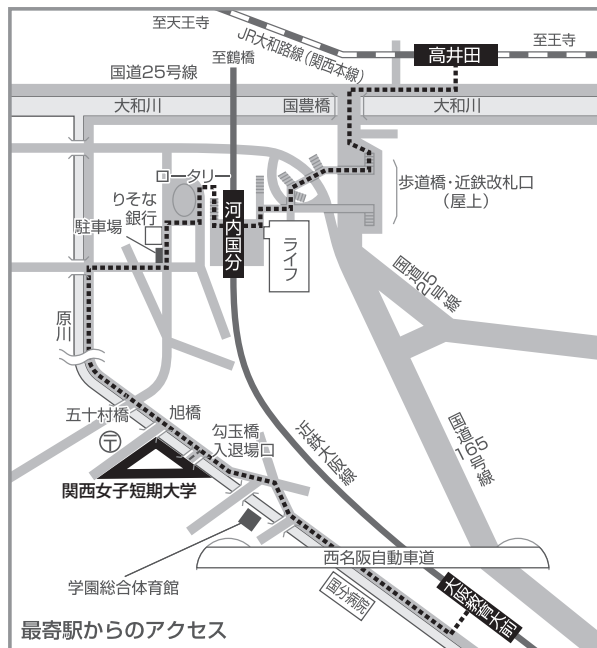 至天王寺
JR大和路線(関西本線)
高井田
至王寺
至鶴橋
国道25号線
大和川
国豊橋
大和川
ロータリー
りそな
銀行
駐車場
河内国分
ライフ
歩道橋・近鉄改札口
(屋上)
国道25号線
原川
五十村橋
旭橋
勾玉橋
入退場口
近鉄大阪線
国道165号線
〒
関西女子短期大学
西名阪自動車道
学園総合体育館
国分病院
大阪教育大前
最寄駅からのアクセス